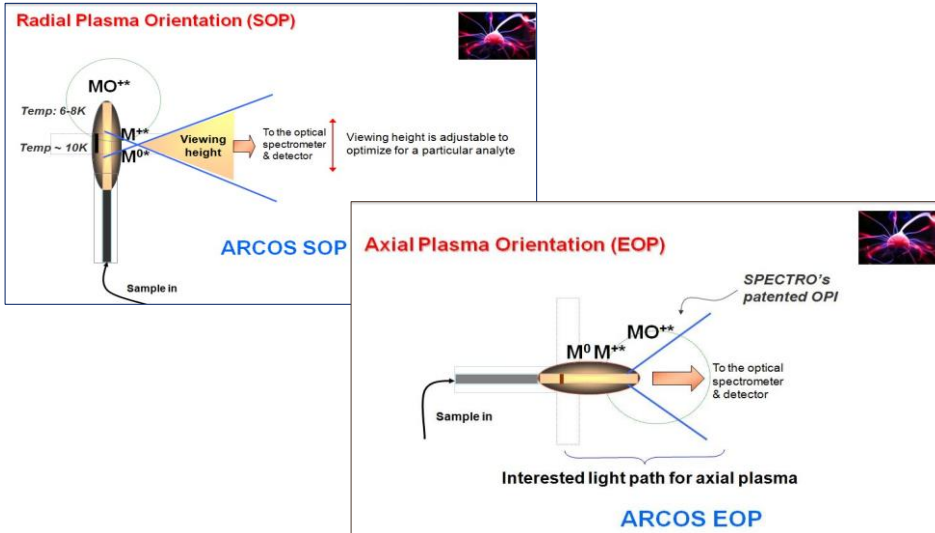 Radial Plasma Orientation (SOP)
MO⁺*
Temp: 6-8K
M⁺*
Temp ~ 10K
M⁰*
Viewing
height
To the optical
spectrometer
& detector
Viewing height is adjustable to
optimize for a particular analyte
ARCOS SOP
Sample in
Axial Plasma Orientation (EOP)
SPECTRO's
patented OPI
MO⁺*
M⁰ M⁺*
To the optical
spectrometer
& detector
Sample in
Interested light path for axial plasma
ARCOS EOP